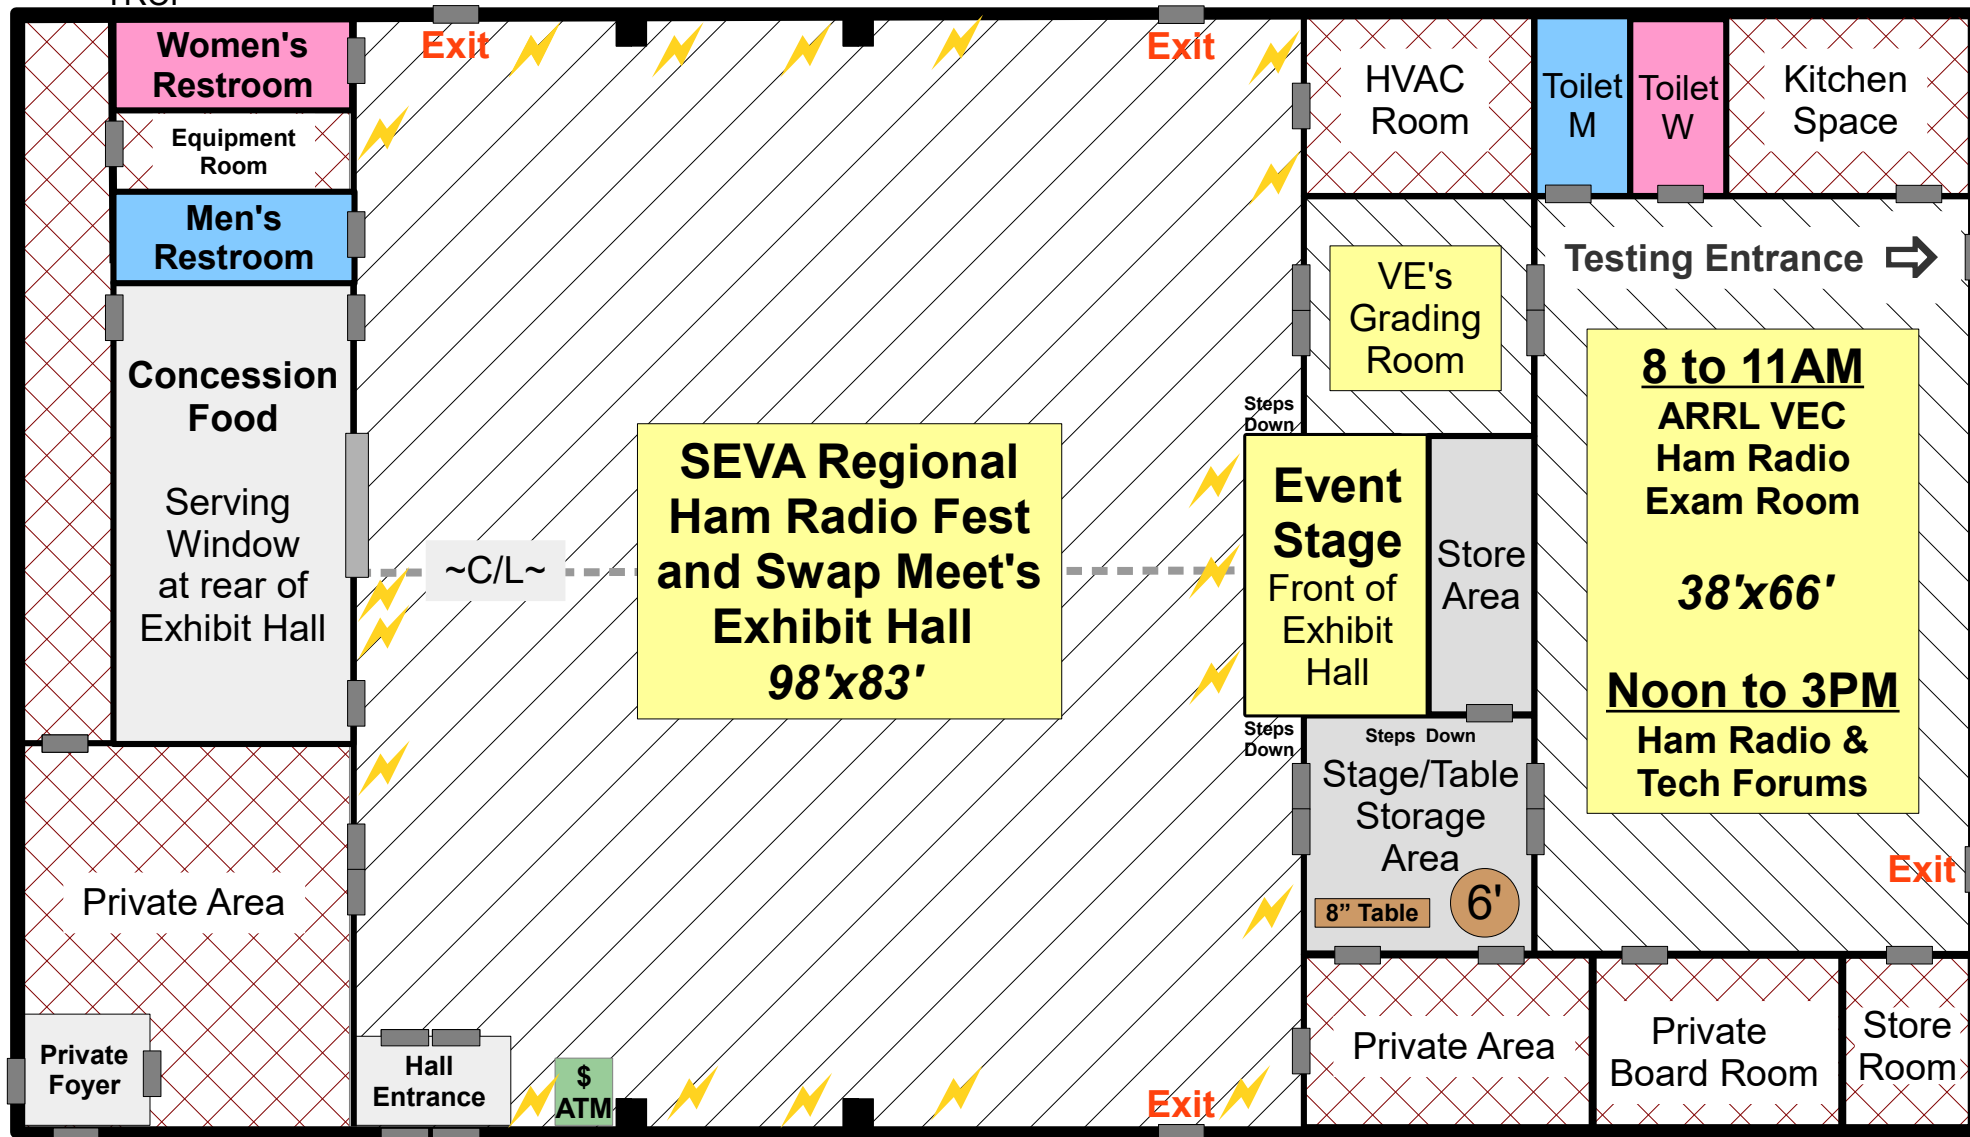 Women's
Restroom
Equipment
Room
Men's
Restroom
Concession
Food
Serving
Window
at rear of
Exhibit Hall
Private Area
Private
Foyer
Hall
Entrance
$
ATM
Exit
Exit
Exit
~C/L~
SEVA Regional
Ham Radio Fest
and Swap Meet's
Exhibit Hall
98'x83'
HVAC
Room
Toilet
M
Toilet
W
Kitchen
Space
Testing Entrance
VE's
Grading
Room
Steps
Down
Event
Stage
Front of
Exhibit
Hall
Store
Area
Steps
Down
Steps Down
Stage/Table
Storage
Area
8” Table
6'
8 to 11AM
ARRL VEC
Ham Radio
Exam Room
38'x66'
Noon to 3PM
Ham Radio &
Tech Forums
Exit
Private Area
Private
Board Room
Store
Room